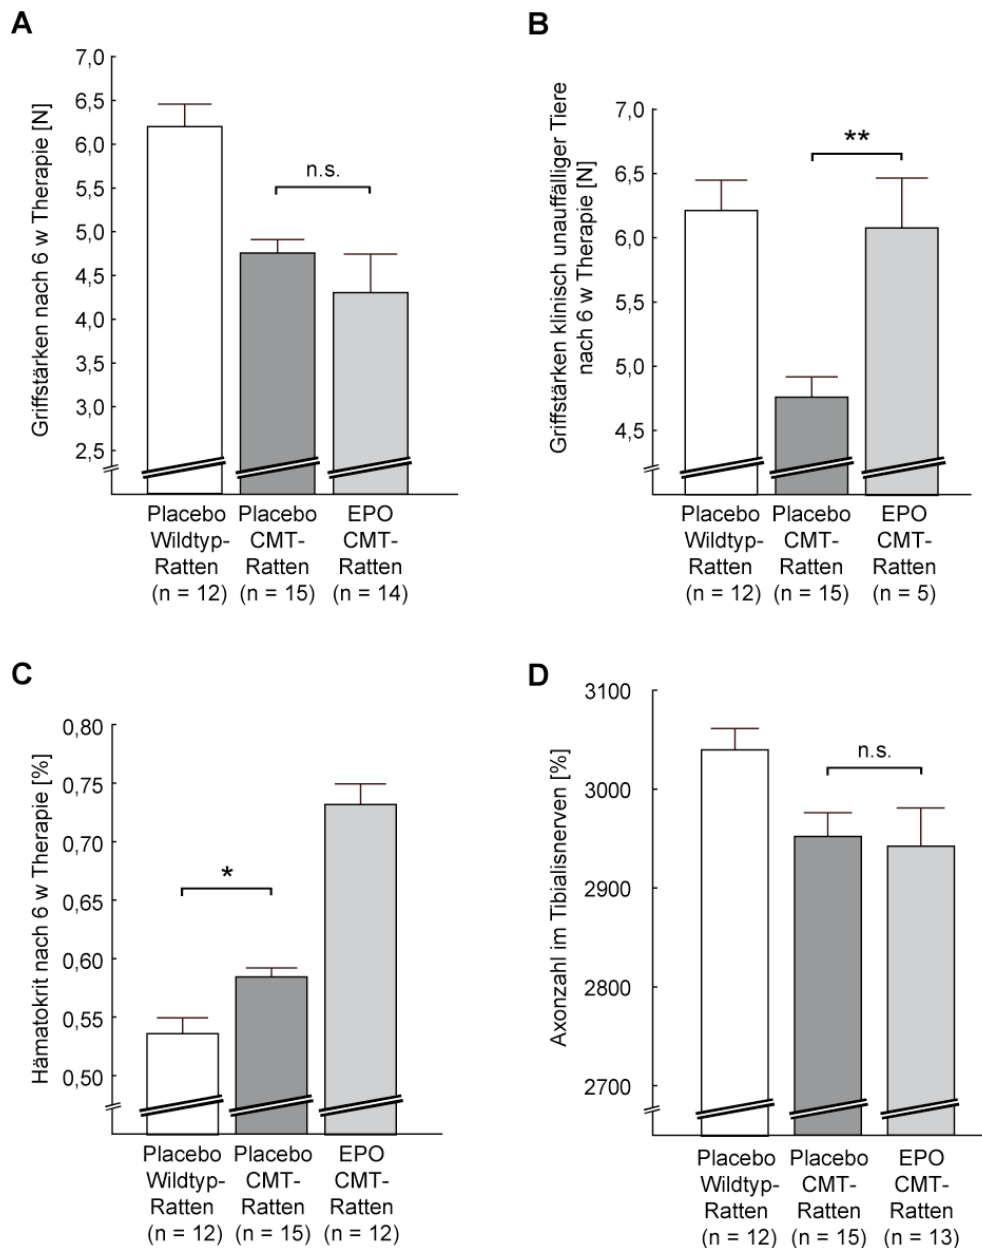 A
Griffstärken nach 6 w Therapie [N]
7,0
6,5
6,0
5,5
5,0
4,5
4,0
3,5
3,0
2,5
n.s.
Placebo
Wildtyp-
Ratten
(n = 12)
Placebo
CMT-
Ratten
(n = 15)
EPO
CMT-
Ratten
(n = 14)
B
Griffstärken klinisch unauffälliger Tiere
nach 6 w Therapie [N]
7,0
6,5
6,0
5,5
5,0
4,5
**
Placebo
Wildtyp-
Ratten
(n = 12)
Placebo
CMT-
Ratten
(n = 15)
EPO
CMT-
Ratten
(n = 5)
C
Hämatokrit nach 6 w Therapie [%]
0,80
0,75
0,70
0,65
0,60
0,55
0,50
*
Placebo
Wildtyp-
Ratten
(n = 12)
Placebo
CMT-
Ratten
(n = 15)
EPO
CMT-
Ratten
(n = 12)
D
Axonzahl im Tibialisnerven [%]
3100
3000
2900
2800
2700
n.s.
Placebo
Wildtyp-
Ratten
(n = 12)
Placebo
CMT-
Ratten
(n = 15)
EPO
CMT-
Ratten
(n = 13)